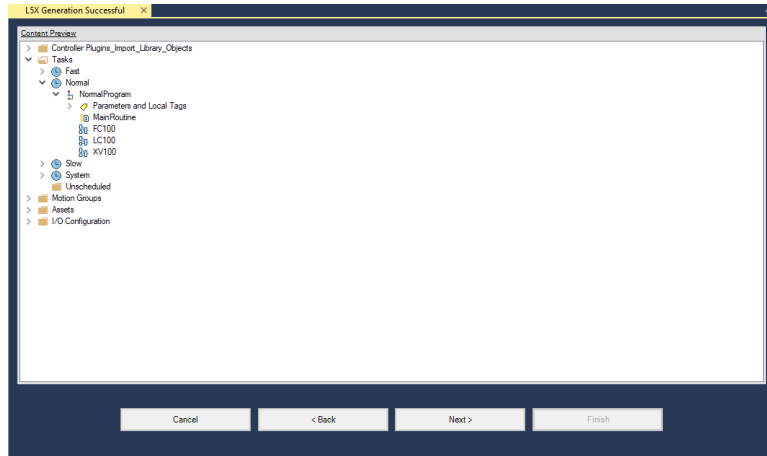 L5X Generation Successful
Content Preview
Controller Plugins_Import_Library_Objects
Tasks
Fast
Normal
NormalProgram
Parameters and Local Tags
MainRoutine
FC100
LC100
XV100
Slow
System
Unscheduled
Motion Groups
Assets
I/O Configuration
Cancel < Back Next > Finish